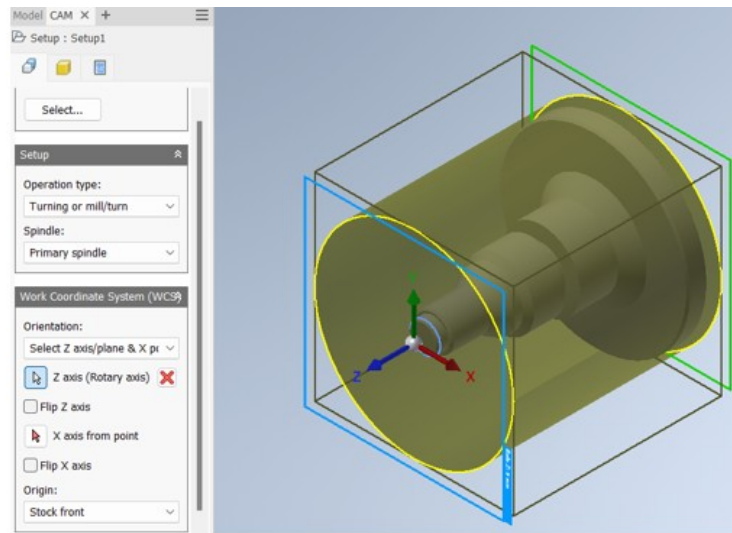 Model CAM × +
Setup : Setup1
Select...
Setup
Operation type:
Turning or mill/turn
Spindle:
Primary spindle
Work Coordinate System (WCS)
Orientation:
Select Z axis/plane & X po
Z axis (Rotary axis)
Flip Z axis
X axis from point
Flip X axis
Origin:
Stock front
Z
X